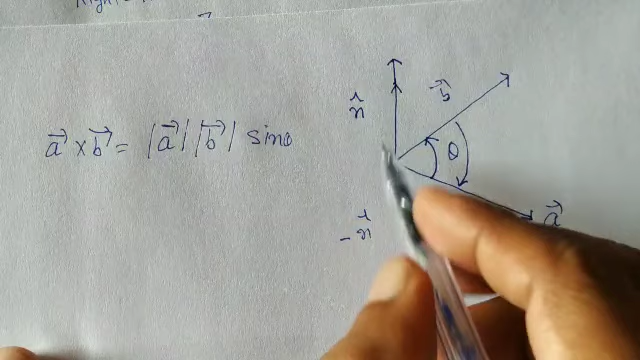 a⃗ × b⃗ = |a⃗| |b⃗| sinθ
n̂
b⃗
θ
a⃗
- n̂